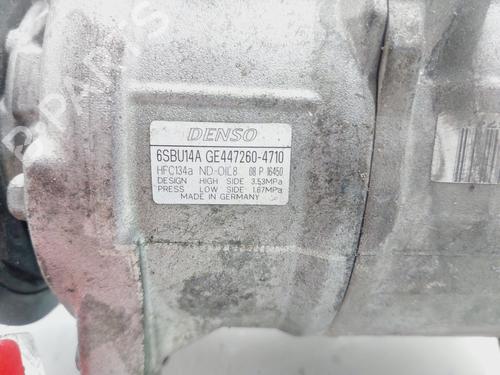 DENSO
6SBU14A GE447260-4710
HFC134a ND-OIL8 08 P 16450
DESIGN HIGH SIDE 3.53MPa
PRESS LOW SIDE 1.67MPa
MADE IN GERMANY
B-PARTS